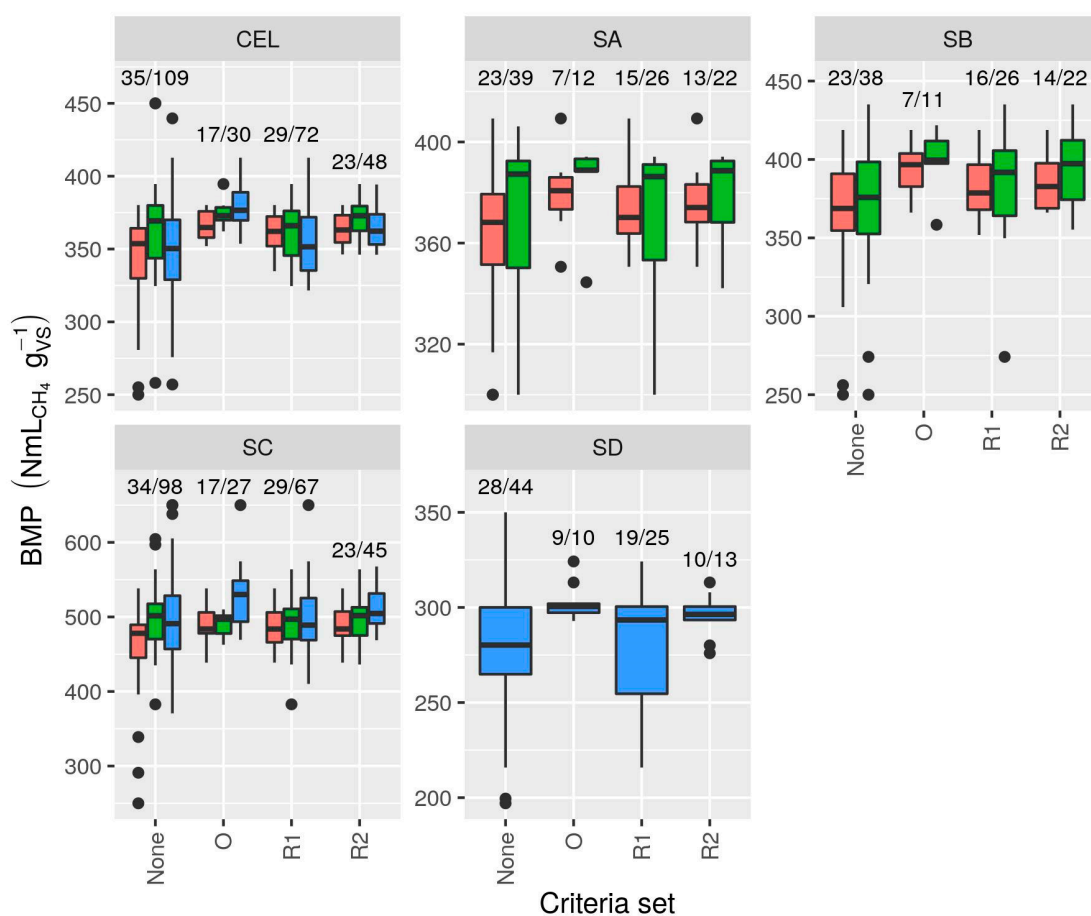 CEL
SA
SB
35/109
17/30
29/72
23/48
450
400
350
300
250
23/39
7/12
15/26
13/22
400
360
320
23/38
7/11
16/26
14/22
450
400
350
300
250
None
O
R1
R2
SC
SD
34/98
17/27
29/67
23/45
600
500
400
300
None
O
R1
R2
28/44
9/10
19/25
10/13
350
300
250
200
None
O
R1
R2
BMP (NmL_CH₄ g_VS⁻¹)
Criteria set